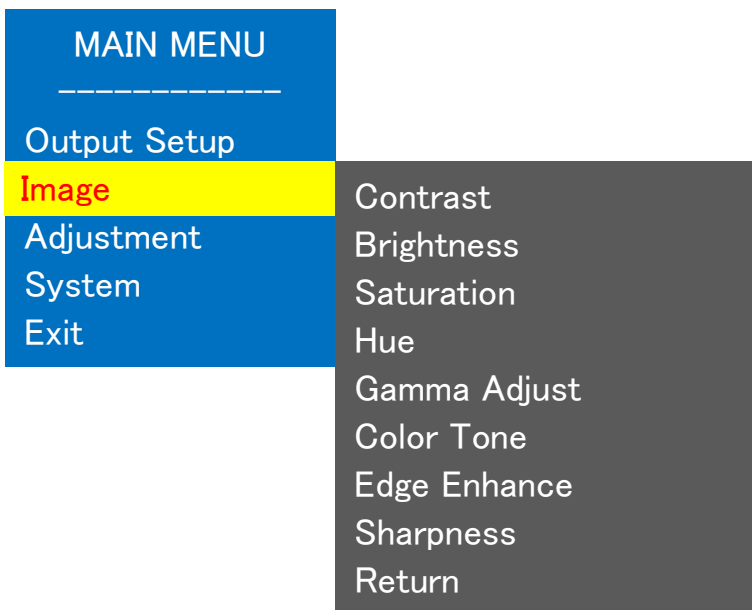 MAIN MENU
------------
Output Setup
Image
Adjustment
System
Exit
Contrast
Brightness
Saturation
Hue
Gamma Adjust
Color Tone
Edge Enhance
Sharpness
Return